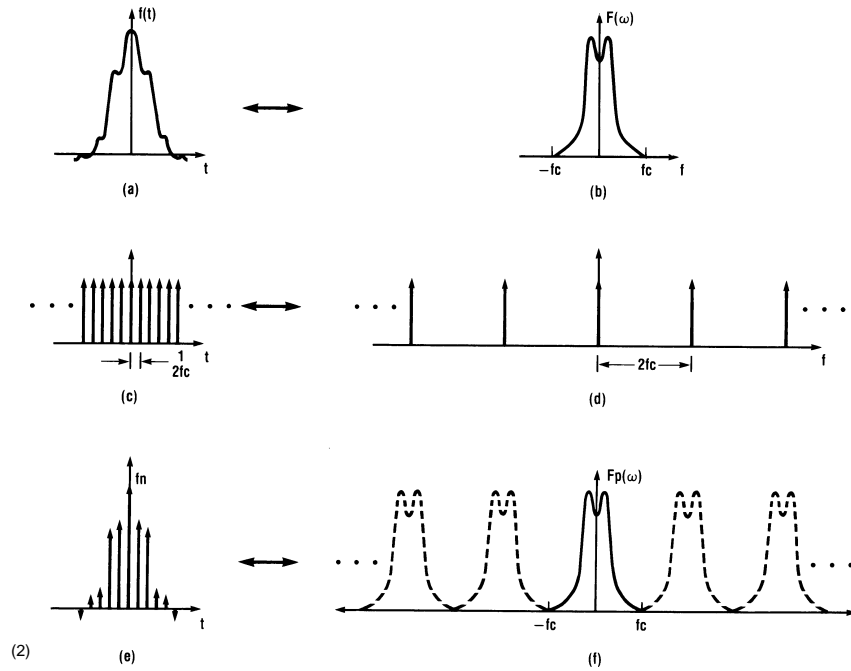 f(t)
F(ω)
t
−fc
fc
f
(a)
(b)
. . .
. . . .
. . .
. . . .
t
f
1
2fc
2fc
(c)
(d)
fn
Fp(ω)
. . . .
. . . .
t
−fc
fc
f
(2)
(e)
(f)